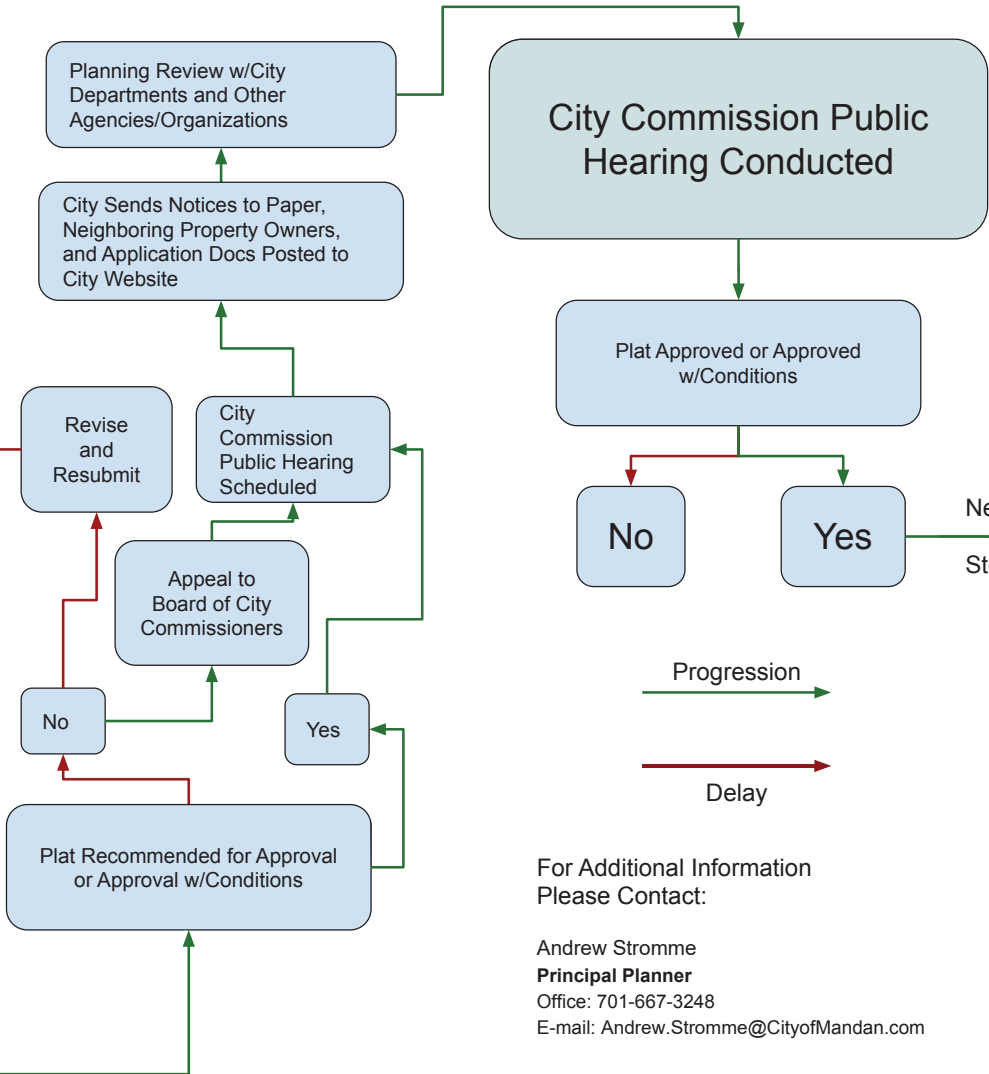 Planning Review w/City
Departments and Other
Agencies/Organizations
City Sends Notices to Paper,
Neighboring Property Owners,
and Application Docs Posted to
City Website
Revise
and
Resubmit
City
Commission
Public Hearing
Scheduled
Appeal to
Board of City
Commissioners
No
Yes
Plat Recommended for Approval
or Approval w/Conditions
City Commission Public
Hearing Conducted
Plat Approved or Approved
w/Conditions
No
Yes
Progression
Delay
For Additional Information
Please Contact:
Andrew Stromme
Principal Planner
Office: 701-667-3248
E-mail: Andrew.Stromme@CityofMandan.com